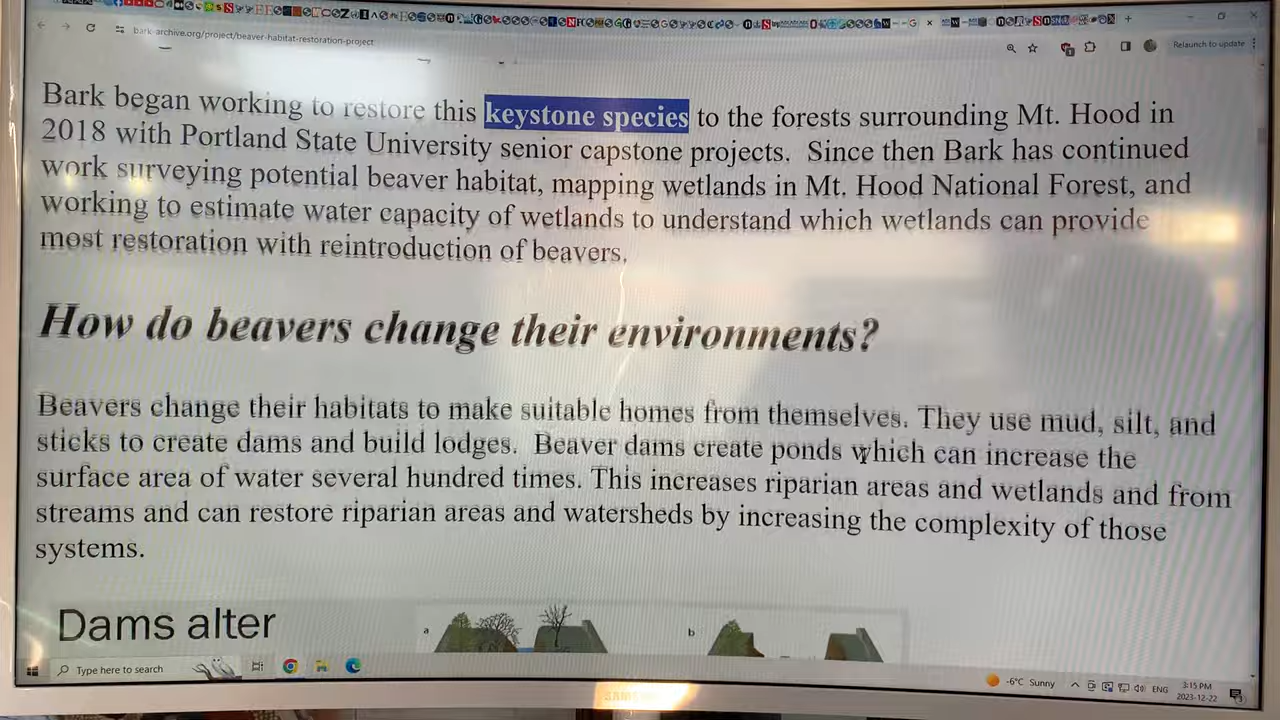 bark-archive.org/project/beaver-habitat-restoration-project
Relaunch to update
Bark began working to restore this keystone species to the forests surrounding Mt. Hood in
2018 with Portland State University senior capstone projects. Since then Bark has continued
work surveying potential beaver habitat, mapping wetlands in Mt. Hood National Forest, and
working to estimate water capacity of wetlands to understand which wetlands can provide
most restoration with reintroduction of beavers.
How do beavers change their environments?
Beavers change their habitats to make suitable homes from themselves. They use mud, silt, and
sticks to create dams and build lodges. Beaver dams create ponds which can increase the
surface area of water several hundred times. This increases riparian areas and wetlands and from
streams and can restore riparian areas and watersheds by increasing the complexity of those
systems.
Dams alter
a
b
Type here to search
-6°C Sunny
ENG
3:15 PM
2023-12-22
SAMSUNG